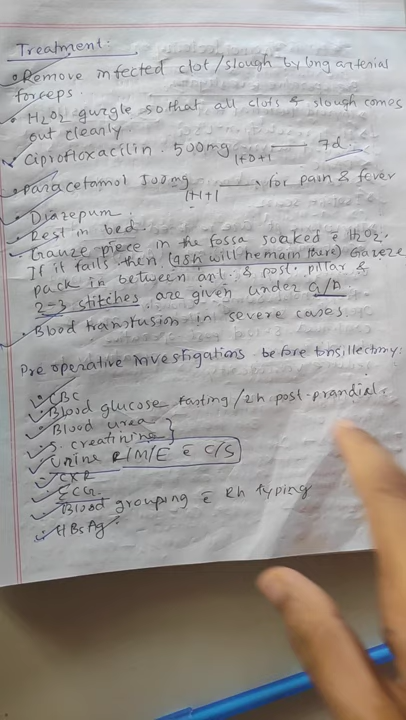 Treatment:
• Remove infected clot/slough by long arterial
forceps.
• H2O2 gurgle so that all clots & slough comes
out cleanly.
• Ciprofloxacilin. 500mg 1+0+1 —— 7d.
• Paracetamol 500mg 1+1+1 —— for pain & fever
• Diazepum.
• Rest in bed.
• Gauze piece in the fossa soaked c̄ H2O2.
If it fails then (48h will remain there) Gauze
pack in between ant. & post. pillar &
2-3 stitches are given under G/A
• Blood transfusion in severe cases.
Pre operative investigations before tonsillectomy:
CBC
Blood glucose fasting/2h post-prandial.
Blood urea
S. creatinine }
Urine R/M/E c̄ C/S
CXR
ECG
Blood grouping c̄ Rh typing
HBsAg.